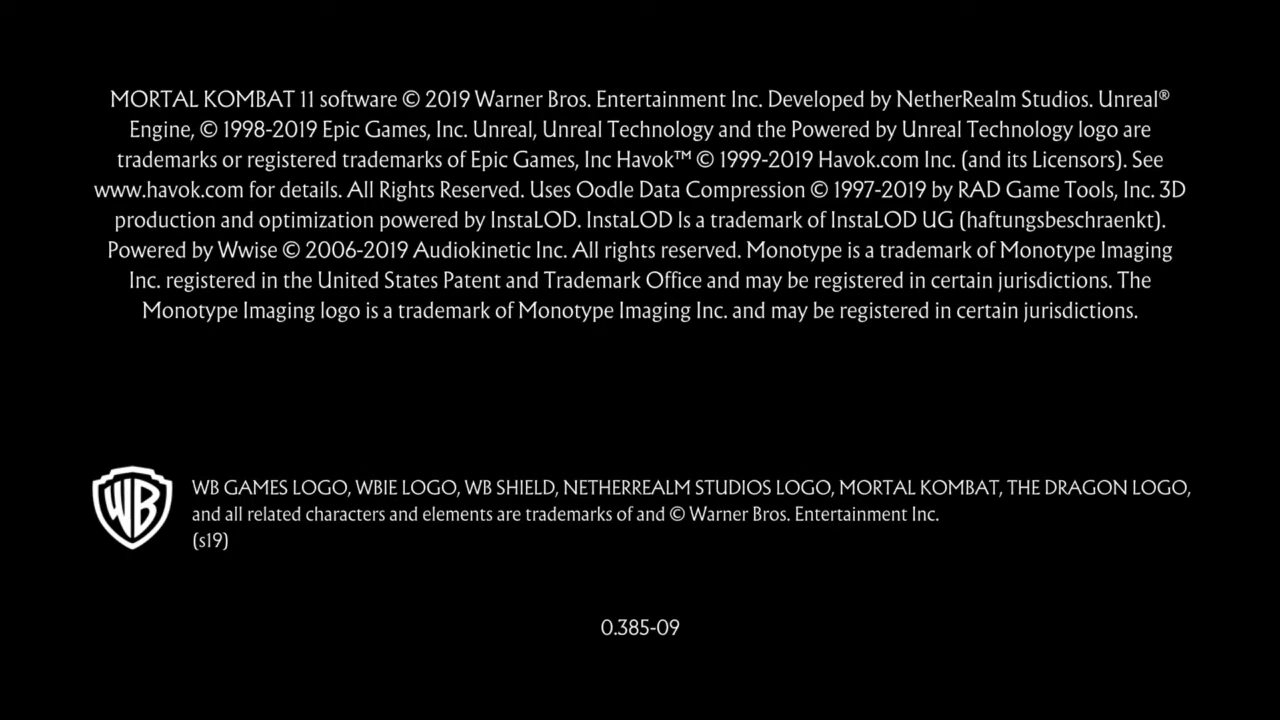 MORTAL KOMBAT 11 software © 2019 Warner Bros. Entertainment Inc. Developed by NetherRealm Studios. Unreal®
Engine, © 1998-2019 Epic Games, Inc. Unreal, Unreal Technology and the Powered by Unreal Technology logo are
trademarks or registered trademarks of Epic Games, Inc Havok™ © 1999-2019 Havok.com Inc. (and its Licensors). See
www.havok.com for details. All Rights Reserved. Uses Oodle Data Compression © 1997-2019 by RAD Game Tools, Inc. 3D
production and optimization powered by InstaLOD. InstaLOD Is a trademark of InstaLOD UG (haftungsbeschraenkt).
Powered by Wwise © 2006-2019 Audiokinetic Inc. All rights reserved. Monotype is a trademark of Monotype Imaging
Inc. registered in the United States Patent and Trademark Office and may be registered in certain jurisdictions. The
Monotype Imaging logo is a trademark of Monotype Imaging Inc. and may be registered in certain jurisdictions.
WB
WB GAMES LOGO, WBIE LOGO, WB SHIELD, NETHERREALM STUDIOS LOGO, MORTAL KOMBAT, THE DRAGON LOGO,
and all related characters and elements are trademarks of and © Warner Bros. Entertainment Inc.
(s19)
0.385-09